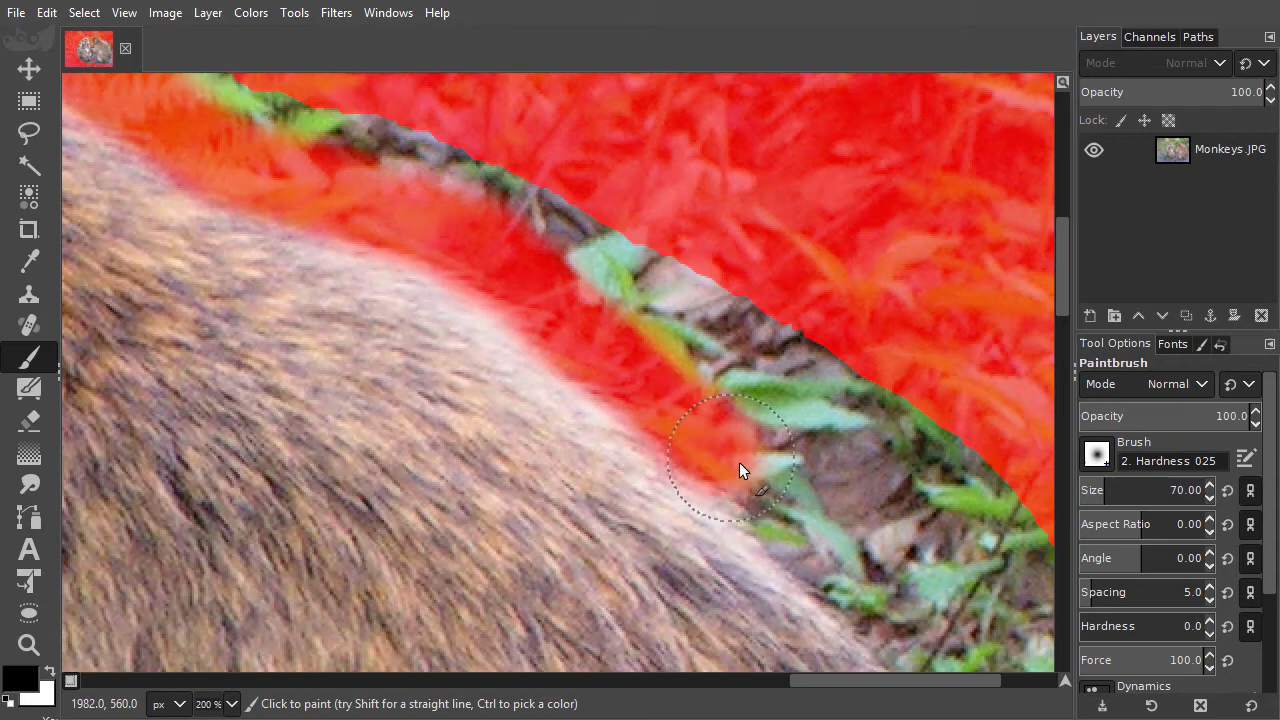 File Edit Select View Image Layer Colors Tools Filters Windows Help
Layers Channels Paths
Mode Normal
Opacity 100.0
Lock:
Monkeys.JPG
Tool Options Fonts
Paintbrush
Mode Normal
Opacity 100.0
Brush
2. Hardness 025
Size 70.00
Aspect Ratio 0.00
Angle 0.00
Spacing 5.0
Hardness 0.0
Force 100.0
Dynamics
1982.0, 560.0 px 200 % Click to paint (try Shift for a straight line, Ctrl to pick a color)